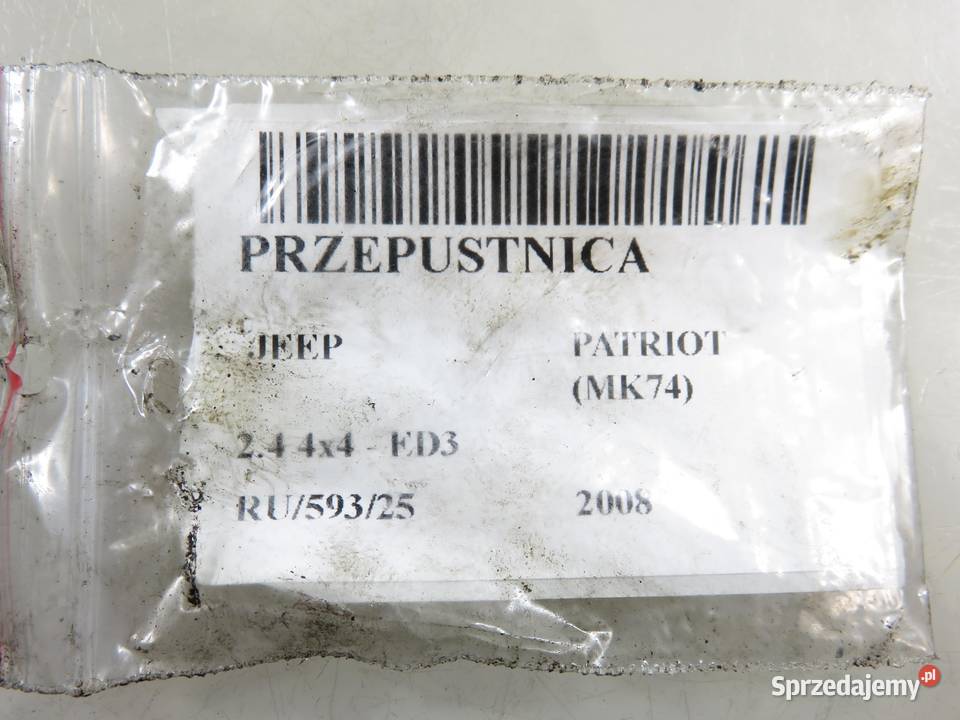 PRZEPUSTNICA
JEEP PATRIOT
(MK74)
2.4 4x4 - ED3
RU/593/25 2008
Sprzedajemy.pl